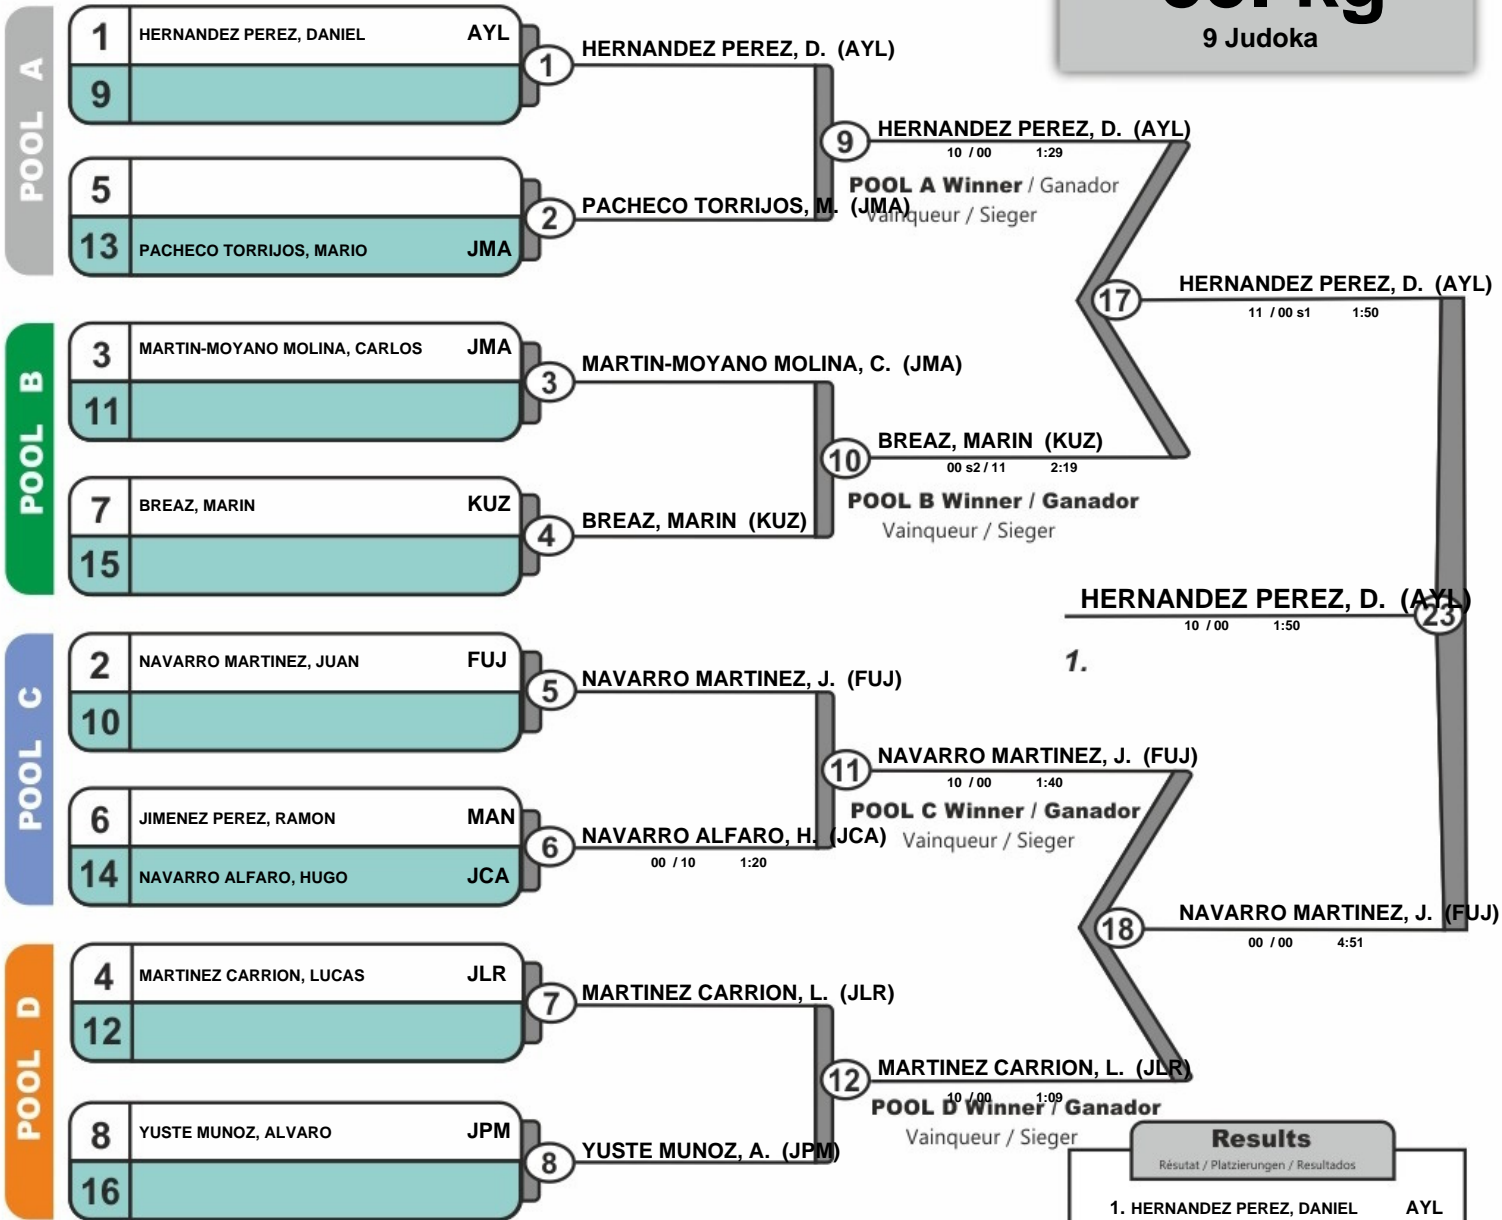 kg
9 Judoka
POOL A
1 HERNANDEZ PEREZ, DANIEL AYL
9
5
13 PACHECO TORRIJOS, MARIO JMA
1 HERNANDEZ PEREZ, D. (AYL)
2 PACHECO TORRIJOS, M. (JMA)
9 HERNANDEZ PEREZ, D. (AYL)
10 / 00 1:29
POOL A Winner / Ganador
Vainqueur / Sieger
POOL B
3 MARTIN-MOYANO MOLINA, CARLOS JMA
11
7 BREAZ, MARIN KUZ
15
3 MARTIN-MOYANO MOLINA, C. (JMA)
4 BREAZ, MARIN (KUZ)
10 BREAZ, MARIN (KUZ)
00 s2 / 11 2:19
POOL B Winner / Ganador
Vainqueur / Sieger
17 HERNANDEZ PEREZ, D. (AYL)
11 / 00 s1 1:50
HERNANDEZ PEREZ, D. (AYL) 23
10 / 00 1:50
1.
POOL C
2 NAVARRO MARTINEZ, JUAN FUJ
10
6 JIMENEZ PEREZ, RAMON MAN
14 NAVARRO ALFARO, HUGO JCA
5 NAVARRO MARTINEZ, J. (FUJ)
6 NAVARRO ALFARO, H. (JCA)
00 / 10 1:20
11 NAVARRO MARTINEZ, J. (FUJ)
10 / 00 1:40
POOL C Winner / Ganador
Vainqueur / Sieger
18 NAVARRO MARTINEZ, J. (FUJ)
00 / 00 4:51
POOL D
4 MARTINEZ CARRION, LUCAS JLR
12
8 YUSTE MUNOZ, ALVARO JPM
16
7 MARTINEZ CARRION, L. (JLR)
8 YUSTE MUNOZ, A. (JPM)
12 MARTINEZ CARRION, L. (JLR)
10 / 00 1:09
POOL D Winner / Ganador
Vainqueur / Sieger
Results
Résutat / Platzierungen / Resultados
1. HERNANDEZ PEREZ, DANIEL AYL